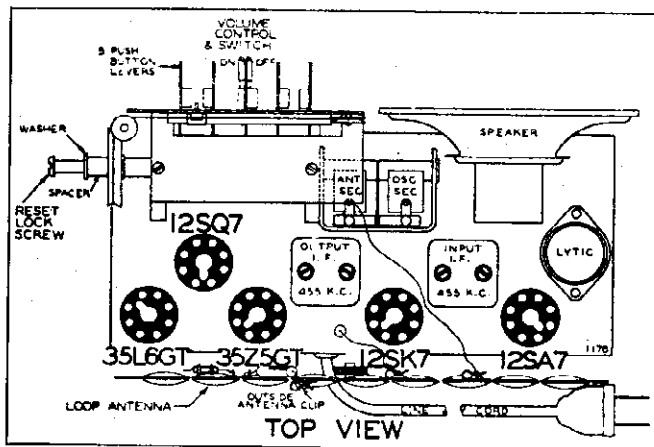 VOLUME
CONTROL
& SWITCH
ON OFF
5 PUSH
BUTTON
LEVERS
WASHER
SPACER
RESET
LOCK
SCREW
SPEAKER
ANT
SEC
OSC
SEC
12SQ7
OUTPUT
I.F.
455 K.C.
INPUT
I.F.
455 K.C.
LYTIC
35L6GT
35Z5GT
12SK7
12SA7
1178
LOOP ANTENNA
OUTSIDE
ANTENNA CLIP
LINE CORD
TOP VIEW